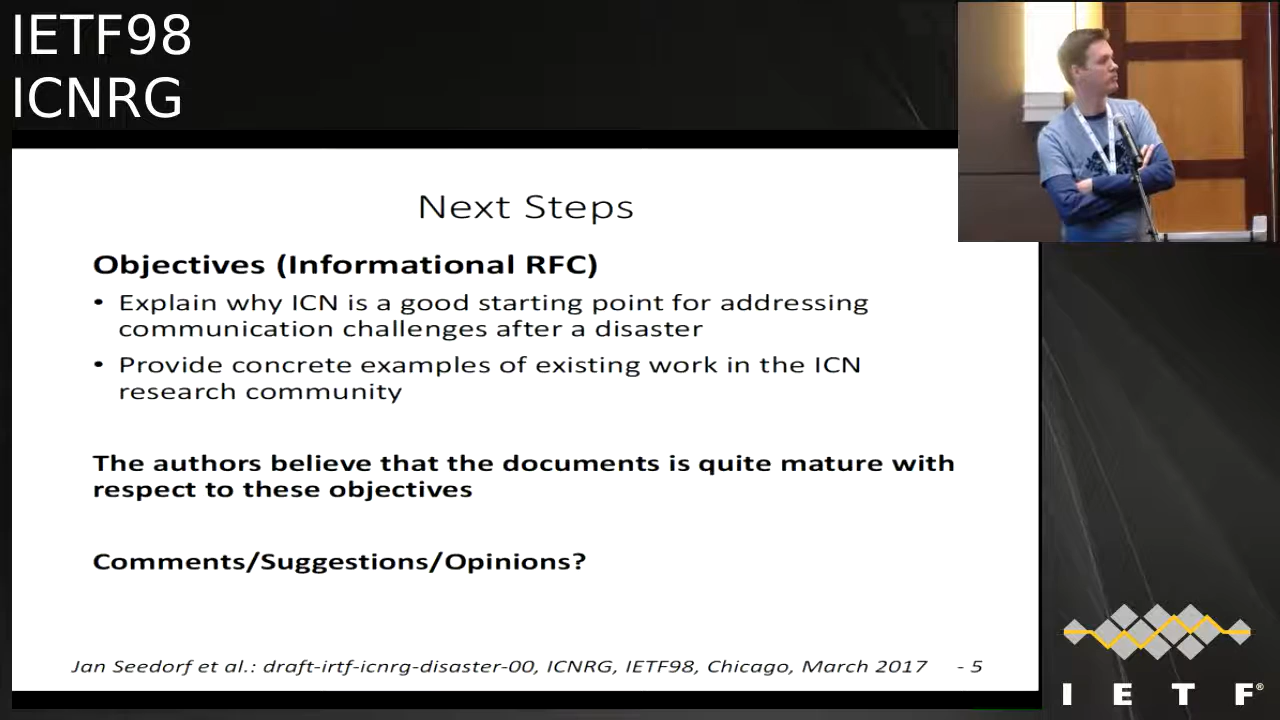 IETF98
ICNRG
Next Steps
Objectives (Informational RFC)
• Explain why ICN is a good starting point for addressing
communication challenges after a disaster
• Provide concrete examples of existing work in the ICN
research community
The authors believe that the documents is quite mature with
respect to these objectives
Comments/Suggestions/Opinions?
Jan Seedorf et al.: draft-irtf-icnrg-disaster-00, ICNRG, IETF98, Chicago, March 2017 - 5
I E T F®